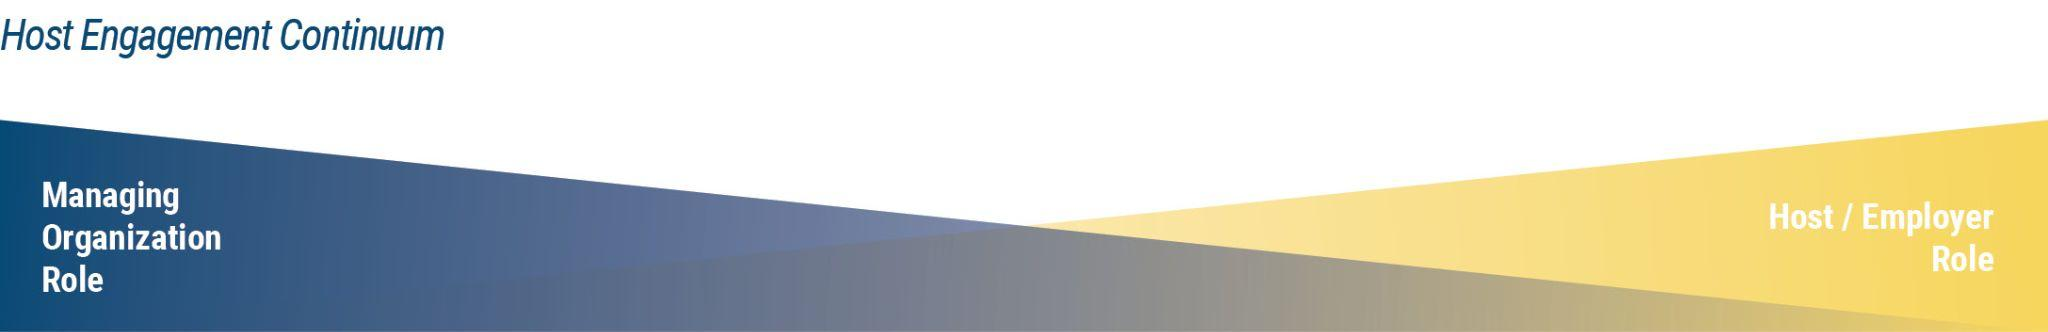 Host Engagement Continuum
Managing
Organization
Role
Host / Employer
Role